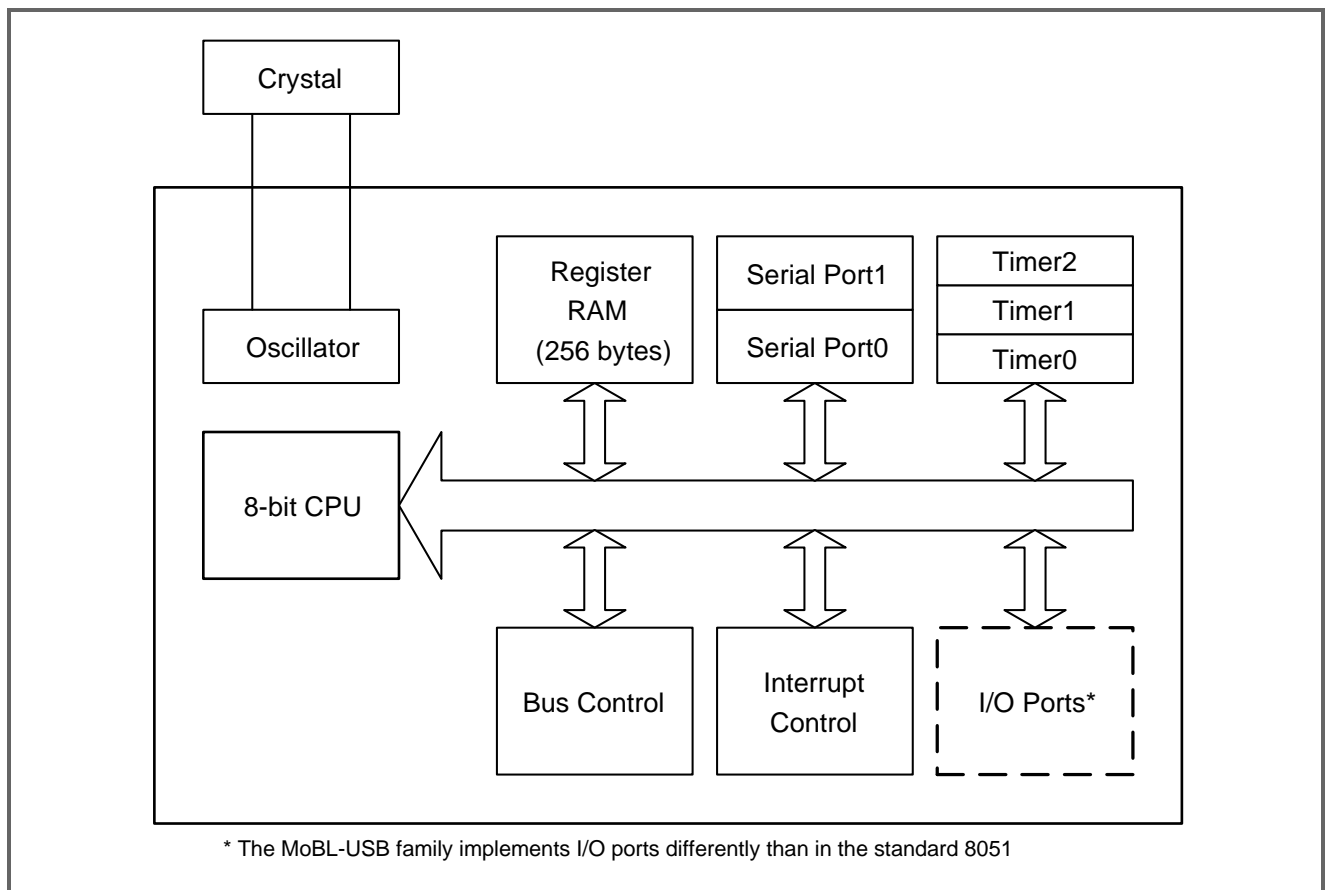 Crystal
Oscillator
8-bit CPU
Register
RAM
(256 bytes)
Serial Port1
Serial Port0
Timer2
Timer1
Timer0
Bus Control
Interrupt
Control
I/O Ports*
* The MoBL-USB family implements I/O ports differently than in the standard 8051